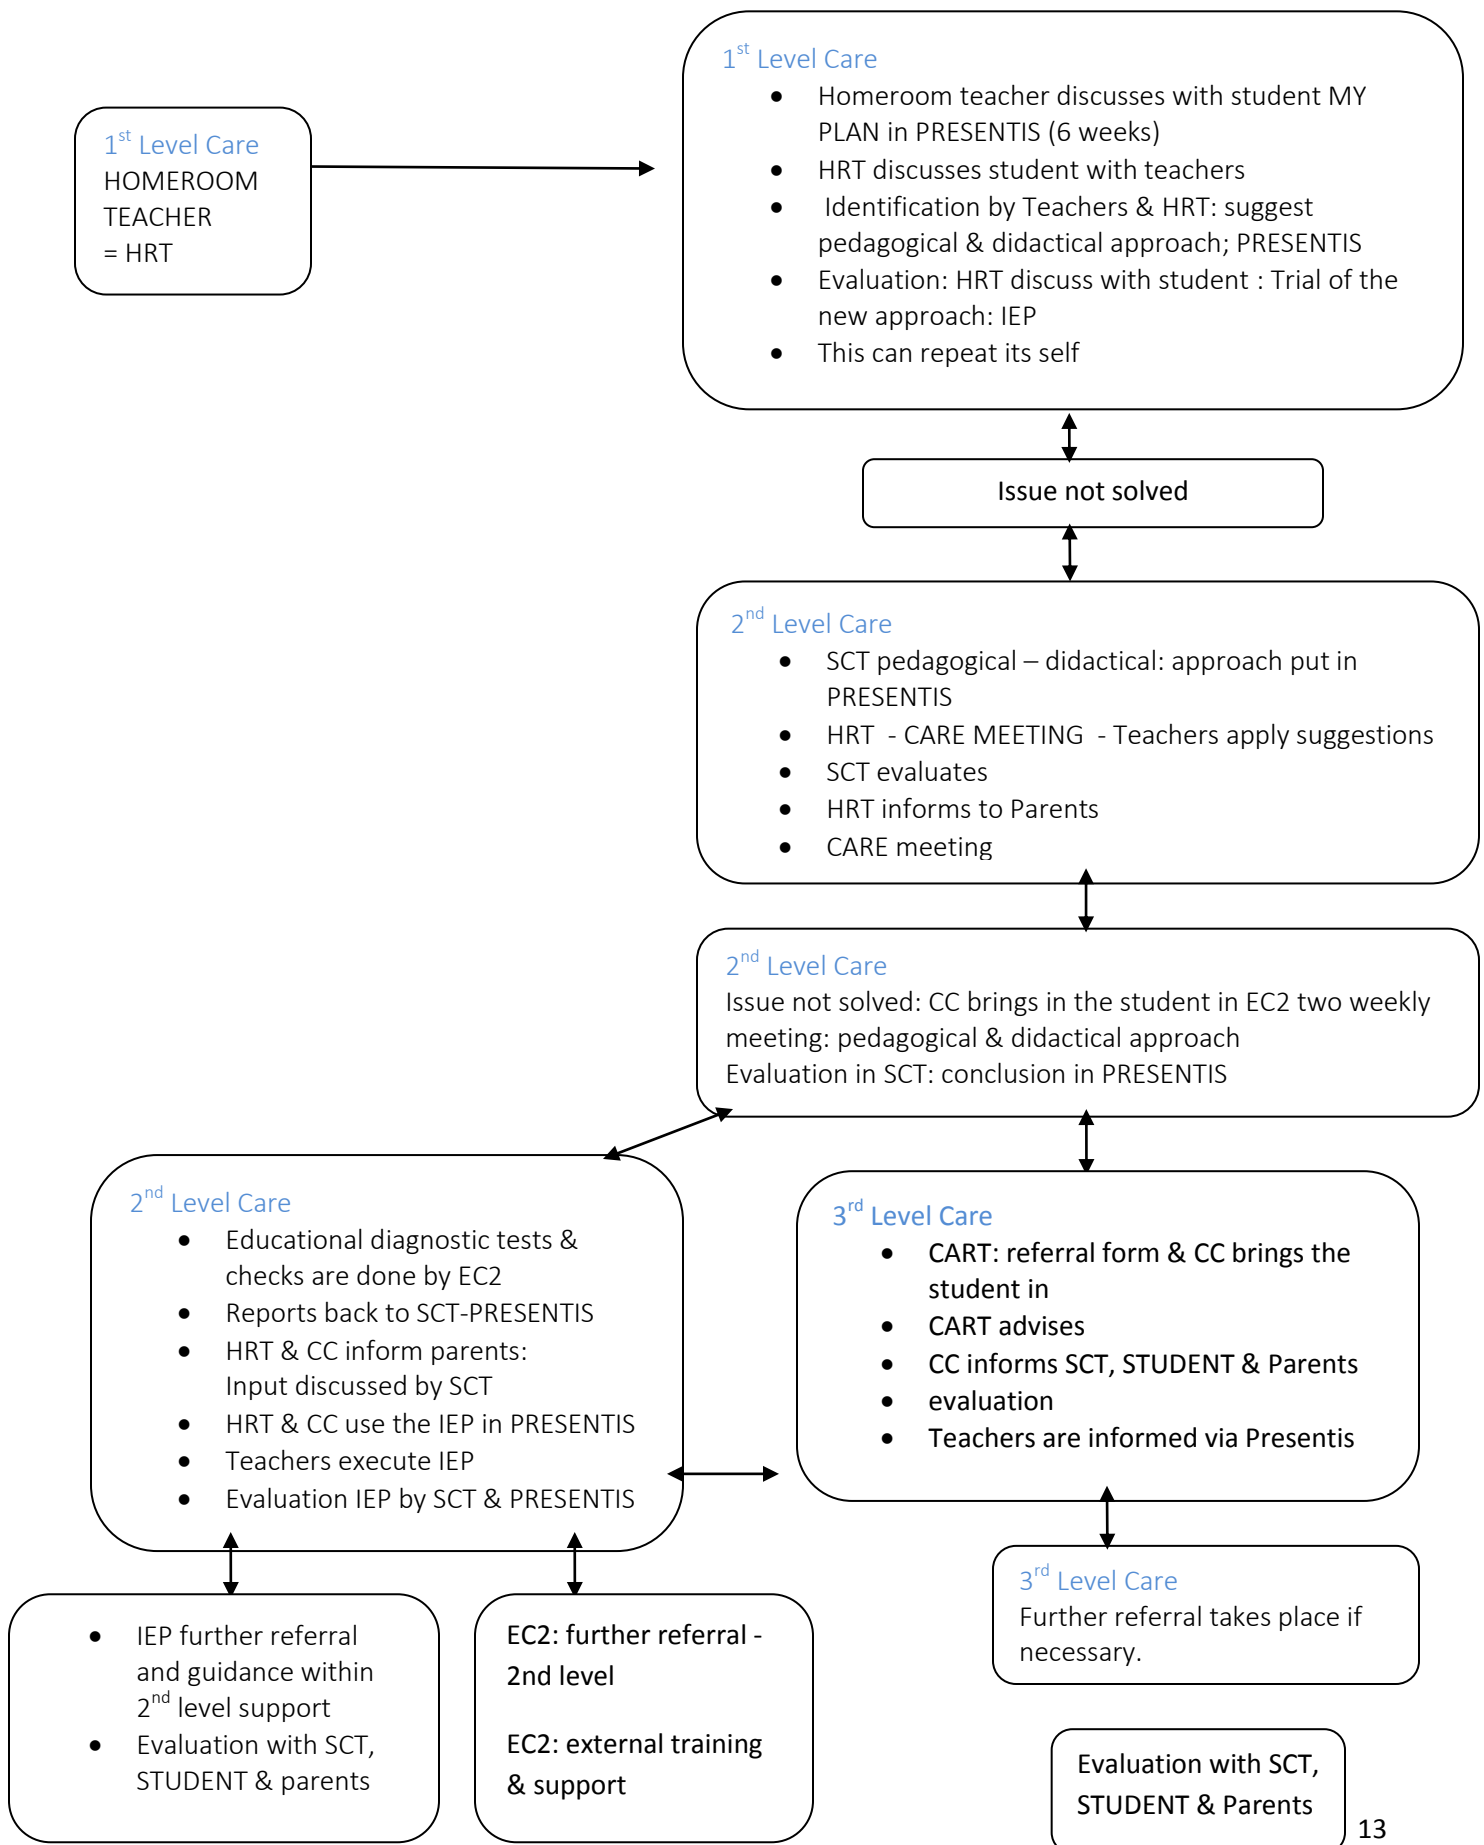 1st Level Care
HOMEROOM
TEACHER
= HRT
1st Level Care
• Homeroom teacher discusses with student MY
PLAN in PRESENTIS (6 weeks)
• HRT discusses student with teachers
• Identification by Teachers & HRT: suggest
pedagogical & didactical approach; PRESENTIS
• Evaluation: HRT discuss with student : Trial of the
new approach: IEP
• This can repeat its self
Issue not solved
2nd Level Care
• SCT pedagogical – didactical: approach put in
PRESENTIS
• HRT - CARE MEETING - Teachers apply suggestions
• SCT evaluates
• HRT informs to Parents
• CARE meeting
2nd Level Care
Issue not solved: CC brings in the student in EC2 two weekly
meeting: pedagogical & didactical approach
Evaluation in SCT: conclusion in PRESENTIS
2nd Level Care
• Educational diagnostic tests &
checks are done by EC2
• Reports back to SCT-PRESENTIS
• HRT & CC inform parents:
Input discussed by SCT
• HRT & CC use the IEP in PRESENTIS
• Teachers execute IEP
• Evaluation IEP by SCT & PRESENTIS
3rd Level Care
• CART: referral form & CC brings the
student in
• CART advises
• CC informs SCT, STUDENT & Parents
• evaluation
• Teachers are informed via Presentis
• IEP further referral
and guidance within
2nd level support
• Evaluation with SCT,
STUDENT & parents
EC2: further referral -
2nd level
EC2: external training
& support
3rd Level Care
Further referral takes place if
necessary.
Evaluation with SCT,
STUDENT & Parents
13